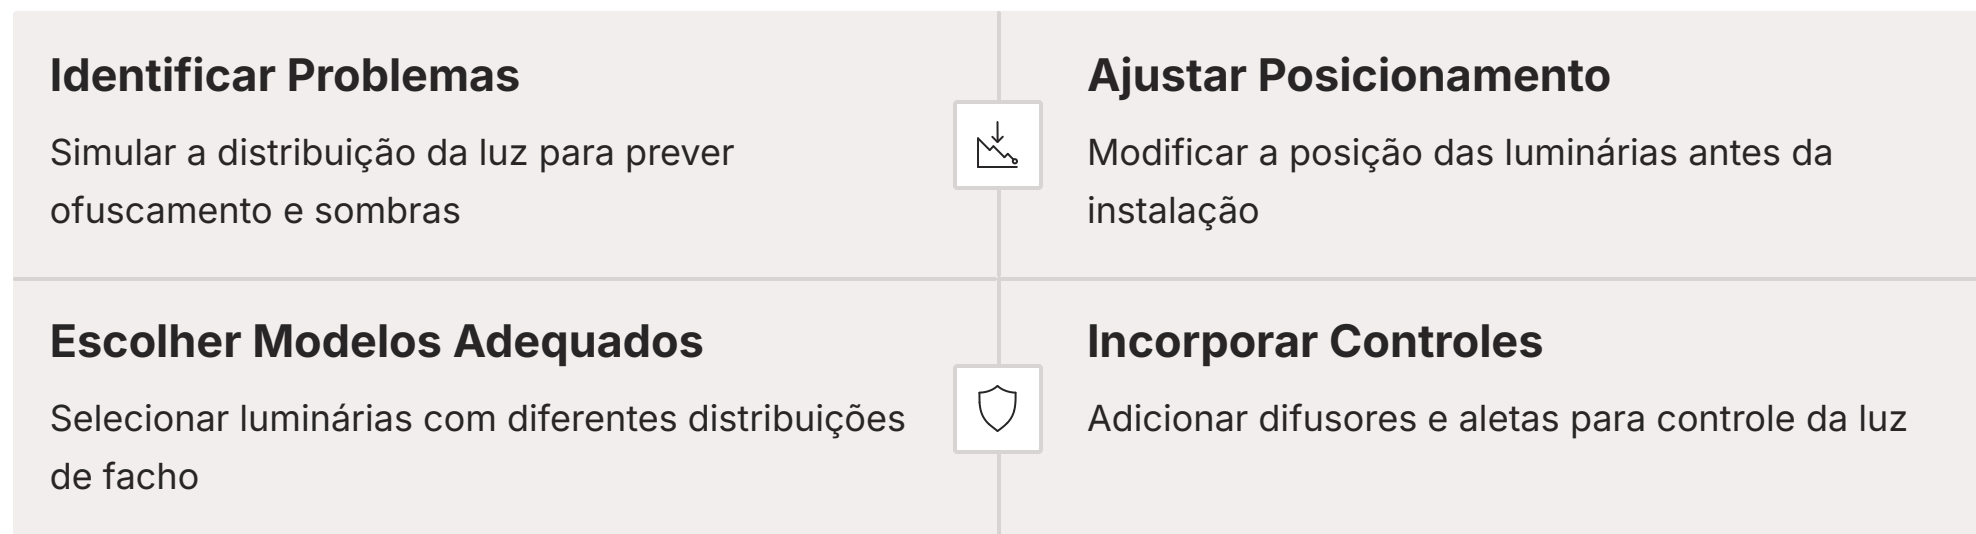 Identificar Problemas
Simular a distribuição da luz para prever
ofuscamento e sombras
Ajustar Posicionamento
Modificar a posição das luminárias antes da
instalação
Escolher Modelos Adequados
Selecionar luminárias com diferentes distribuições
de facho
Incorporar Controles
Adicionar difusores e aletas para controle da luz